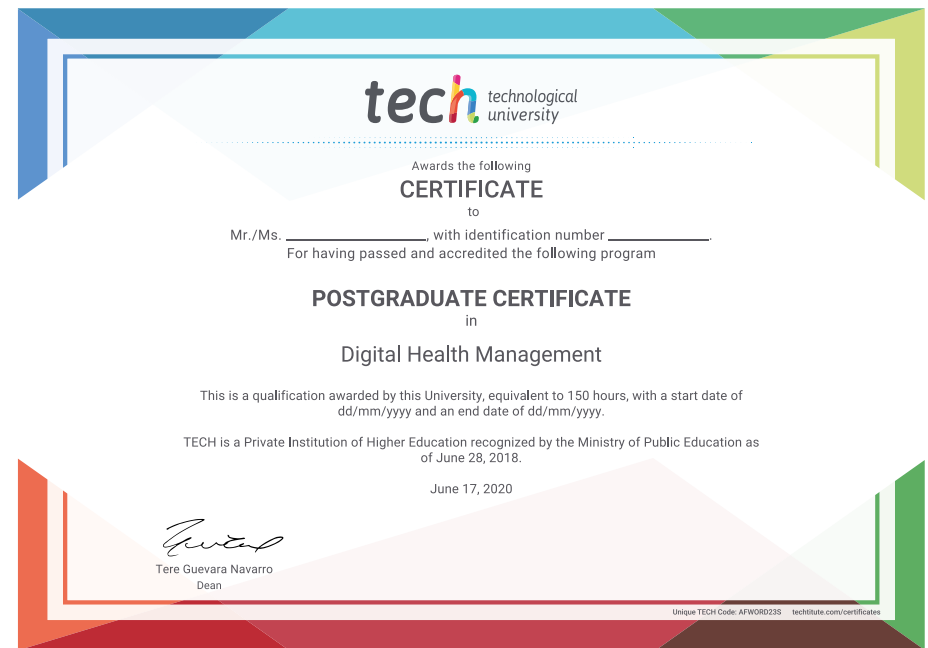 tech technological
university
Awards the following
CERTIFICATE
to
Mr./Ms. ____________________, with identification number ______________.
For having passed and accredited the following program
POSTGRADUATE CERTIFICATE
in
Digital Health Management
This is a qualification awarded by this University, equivalent to 150 hours, with a start date of
dd/mm/yyyy and an end date of dd/mm/yyyy.
TECH is a Private Institution of Higher Education recognized by the Ministry of Public Education as
of June 28, 2018.
June 17, 2020
Tere Guevara Navarro
Dean
Unique TECH Code: AFWORD23S techtitute.com/certificates